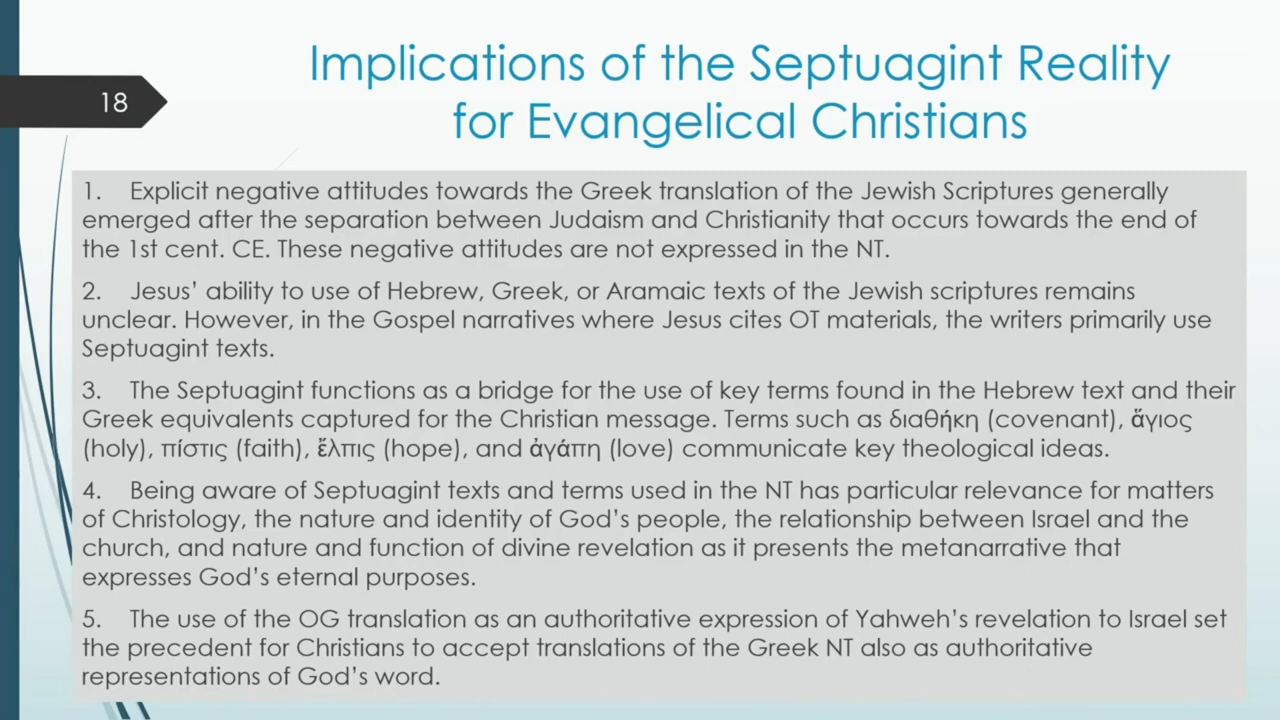 Implications of the Septuagint Reality
for Evangelical Christians
18
1. Explicit negative attitudes towards the Greek translation of the Jewish Scriptures generally
emerged after the separation between Judaism and Christianity that occurs towards the end of
the 1st cent. CE. These negative attitudes are not expressed in the NT.
2. Jesus’ ability to use of Hebrew, Greek, or Aramaic texts of the Jewish scriptures remains
unclear. However, in the Gospel narratives where Jesus cites OT materials, the writers primarily use
Septuagint texts.
3. The Septuagint functions as a bridge for the use of key terms found in the Hebrew text and their
Greek equivalents captured for the Christian message. Terms such as διαθήκη (covenant), ἅγιος
(holy), πίστις (faith), ἔλπις (hope), and ἀγάπη (love) communicate key theological ideas.
4. Being aware of Septuagint texts and terms used in the NT has particular relevance for matters
of Christology, the nature and identity of God’s people, the relationship between Israel and the
church, and nature and function of divine revelation as it presents the metanarrative that
expresses God’s eternal purposes.
5. The use of the OG translation as an authoritative expression of Yahweh’s revelation to Israel set
the precedent for Christians to accept translations of the Greek NT also as authoritative
representations of God’s word.